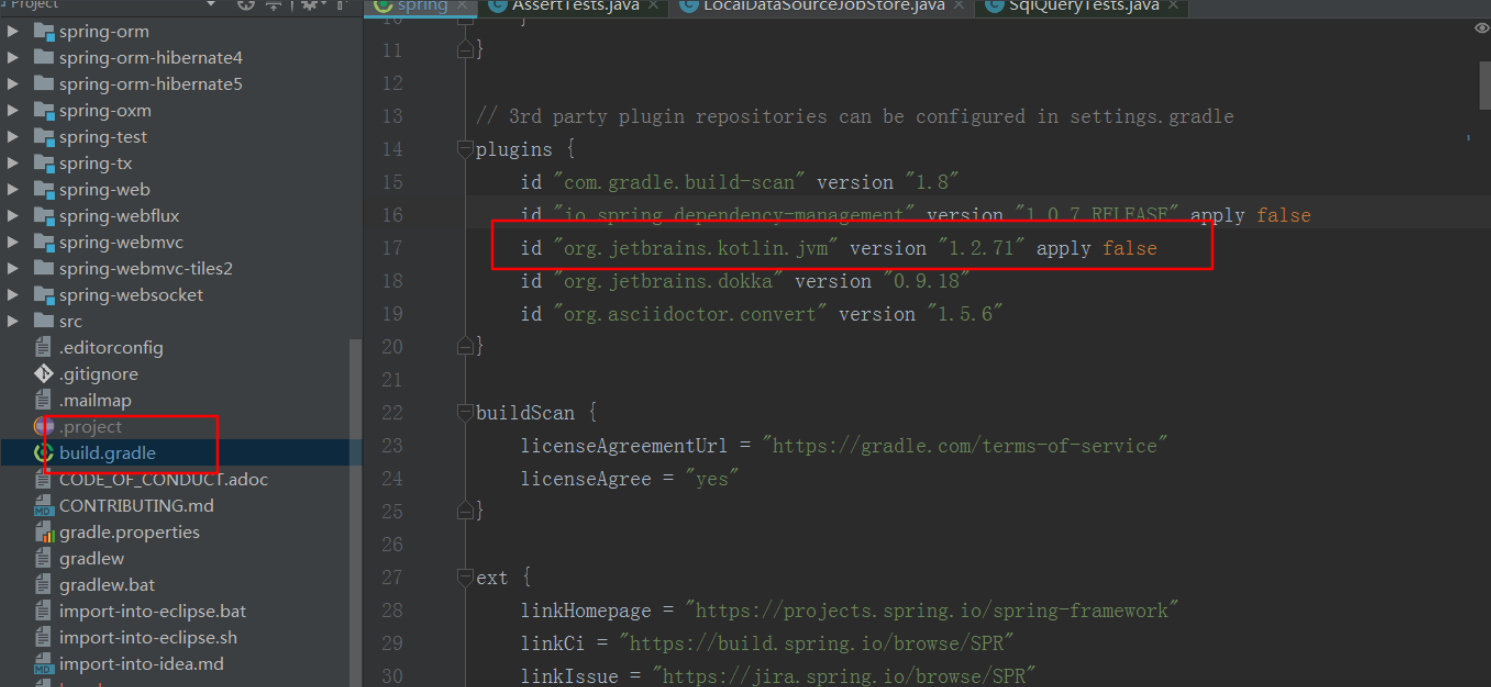 Project
spring-orm
spring-orm-hibernate4
spring-orm-hibernate5
spring-oxm
spring-test
spring-tx
spring-web
spring-webflux
spring-webmvc
spring-webmvc-tiles2
spring-websocket
src
.editorconfig
.gitignore
.mailmap
.project
build.gradle
CODE_OF_CONDUCT.adoc
CONTRIBUTING.md
gradle.properties
gradlew
gradlew.bat
import-into-eclipse.bat
import-into-eclipse.sh
import-into-idea.md
spring × AssertTests.java × LocalDataSourceJobStore.java × SqlQueryTests.java ×
10 }
11 }
12
13 // 3rd party plugin repositories can be configured in settings.gradle
14 plugins {
15 id "com.gradle.build-scan" version "1.8"
16 id "io.spring.dependency-management" version "1.0.7.RELEASE" apply false
17 id "org.jetbrains.kotlin.jvm" version "1.2.71" apply false
18 id "org.jetbrains.dokka" version "0.9.18"
19 id "org.asciidoctor.convert" version "1.5.6"
20 }
21
22 buildScan {
23 licenseAgreementUrl = "https://gradle.com/terms-of-service"
24 licenseAgree = "yes"
25 }
26
27 ext {
28 linkHomepage = "https://projects.spring.io/spring-framework"
29 linkCi = "https://build.spring.io/browse/SPR"
30 linkIssue = "https://jira.spring.io/browse/SPR"